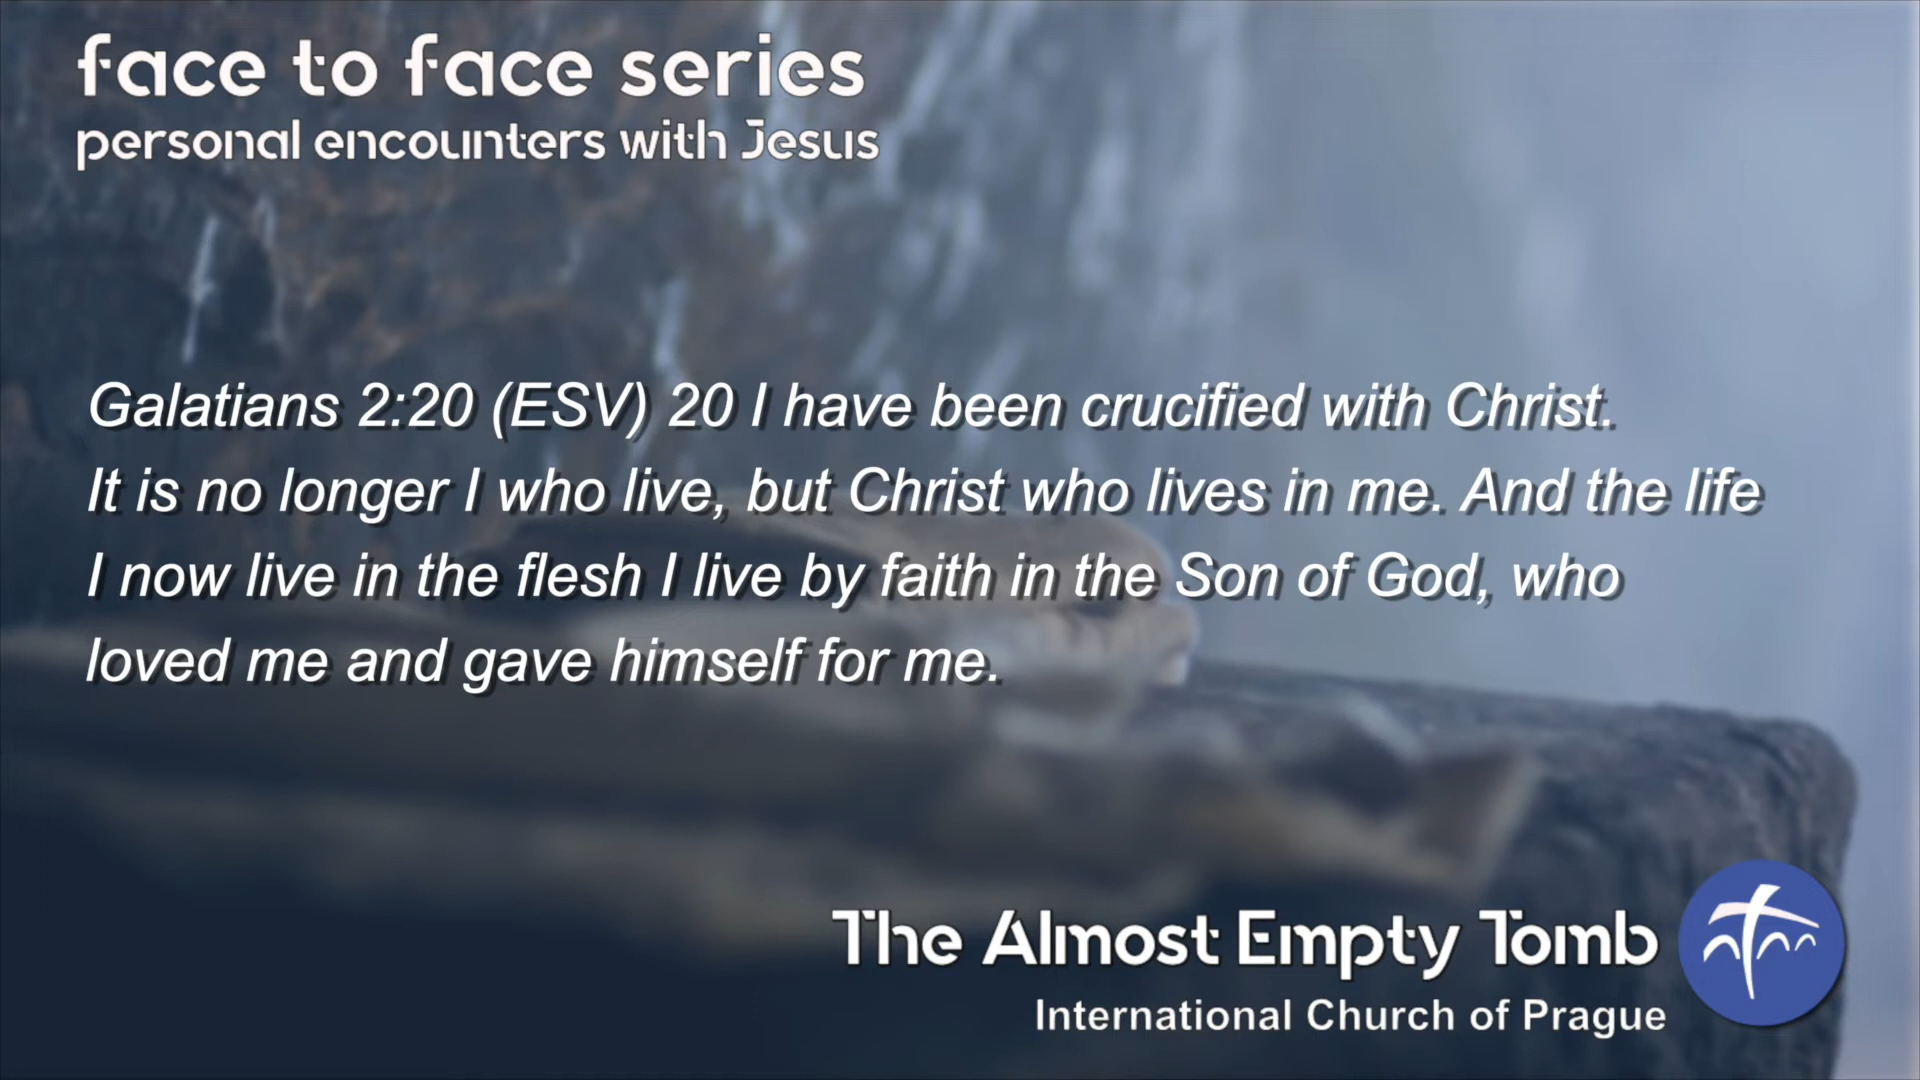 face to face series
personal encounters with Jesus
Galatians 2:20 (ESV) 20 I have been crucified with Christ.
It is no longer I who live, but Christ who lives in me. And the life
I now live in the flesh I live by faith in the Son of God, who
loved me and gave himself for me.
The Almost Empty Tomb
International Church of Prague